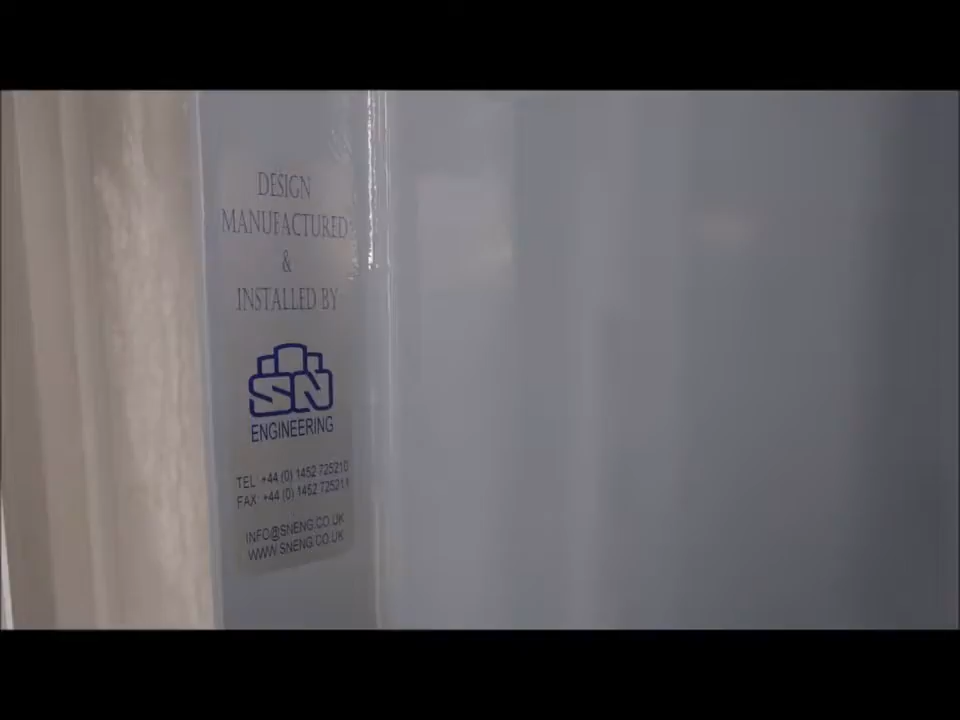 DESIGN
MANUFACTURED
&
INSTALLED BY
SN
ENGINEERING
TEL: +44 (0) 1452 725210
FAX: +44 (0) 1452 725211
INFO@SNENG.CO.UK
WWW.SNENG.CO.UK